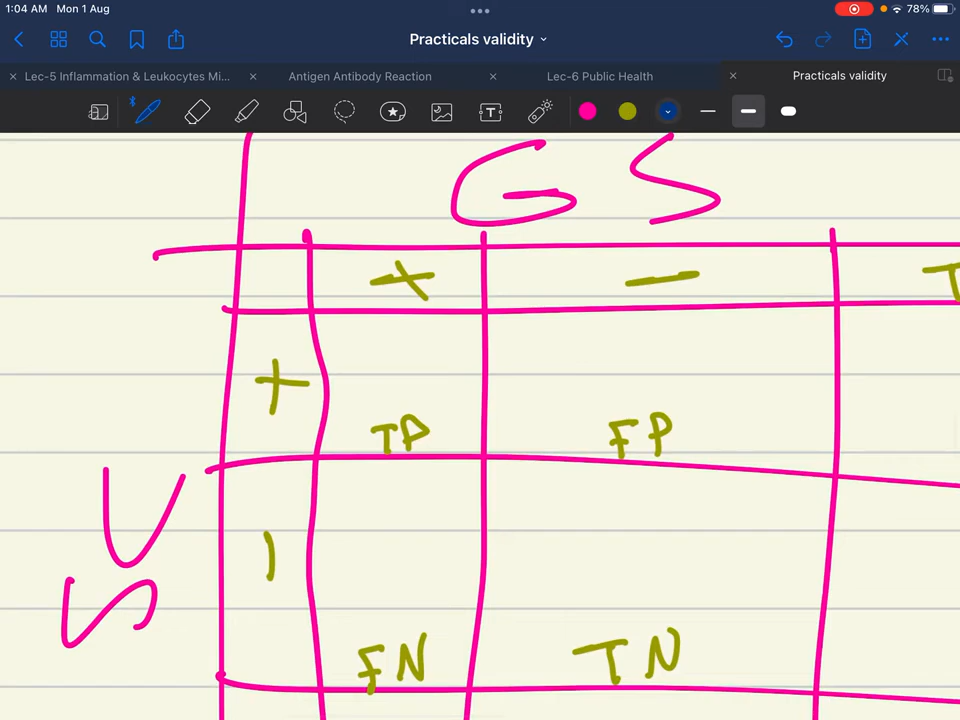 1:04 AM Mon 1 Aug 78%
Practicals validity
Lec-5 Inflammation & Leukocytes Mi... Antigen Antibody Reaction Lec-6 Public Health Practicals validity
GS
+ − T
+
TP FP
FN TN